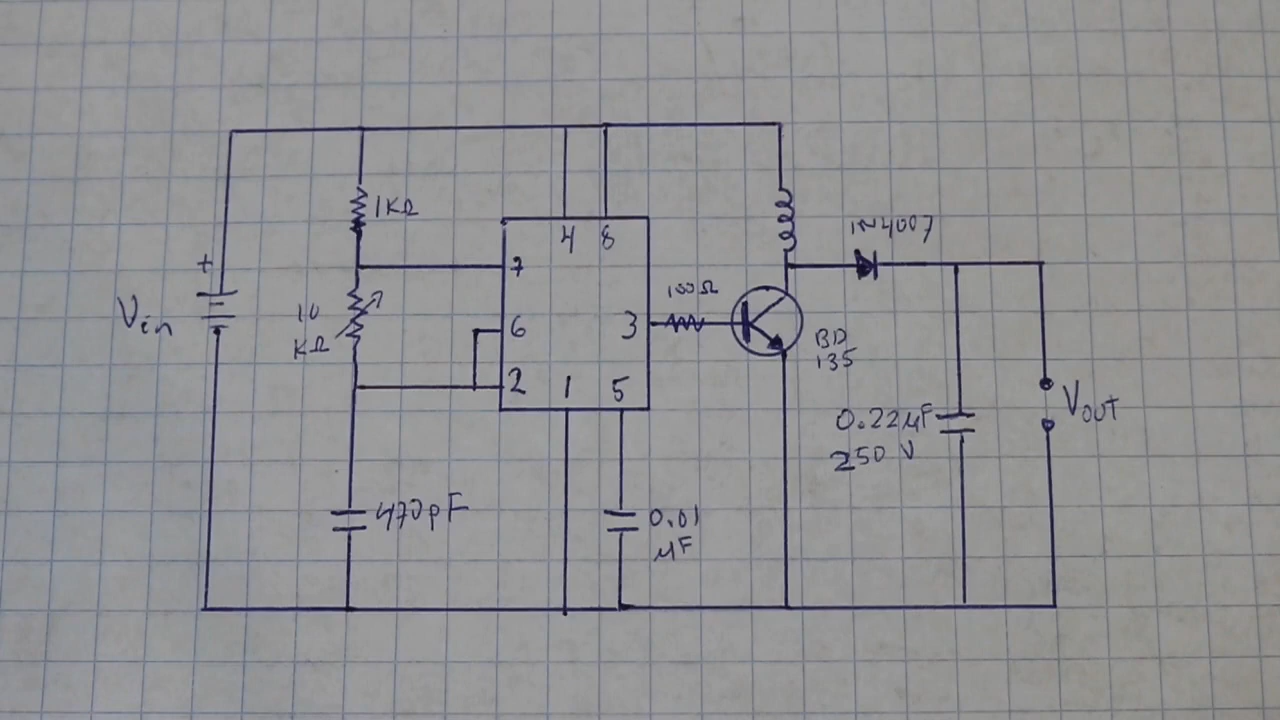 1KΩ
1N4007
4 8
+
7
100Ω
Vin
10
KΩ
6
3
BD
135
2
1 5
VOUT
0.22µF
250 V
470pF
0.01
µF